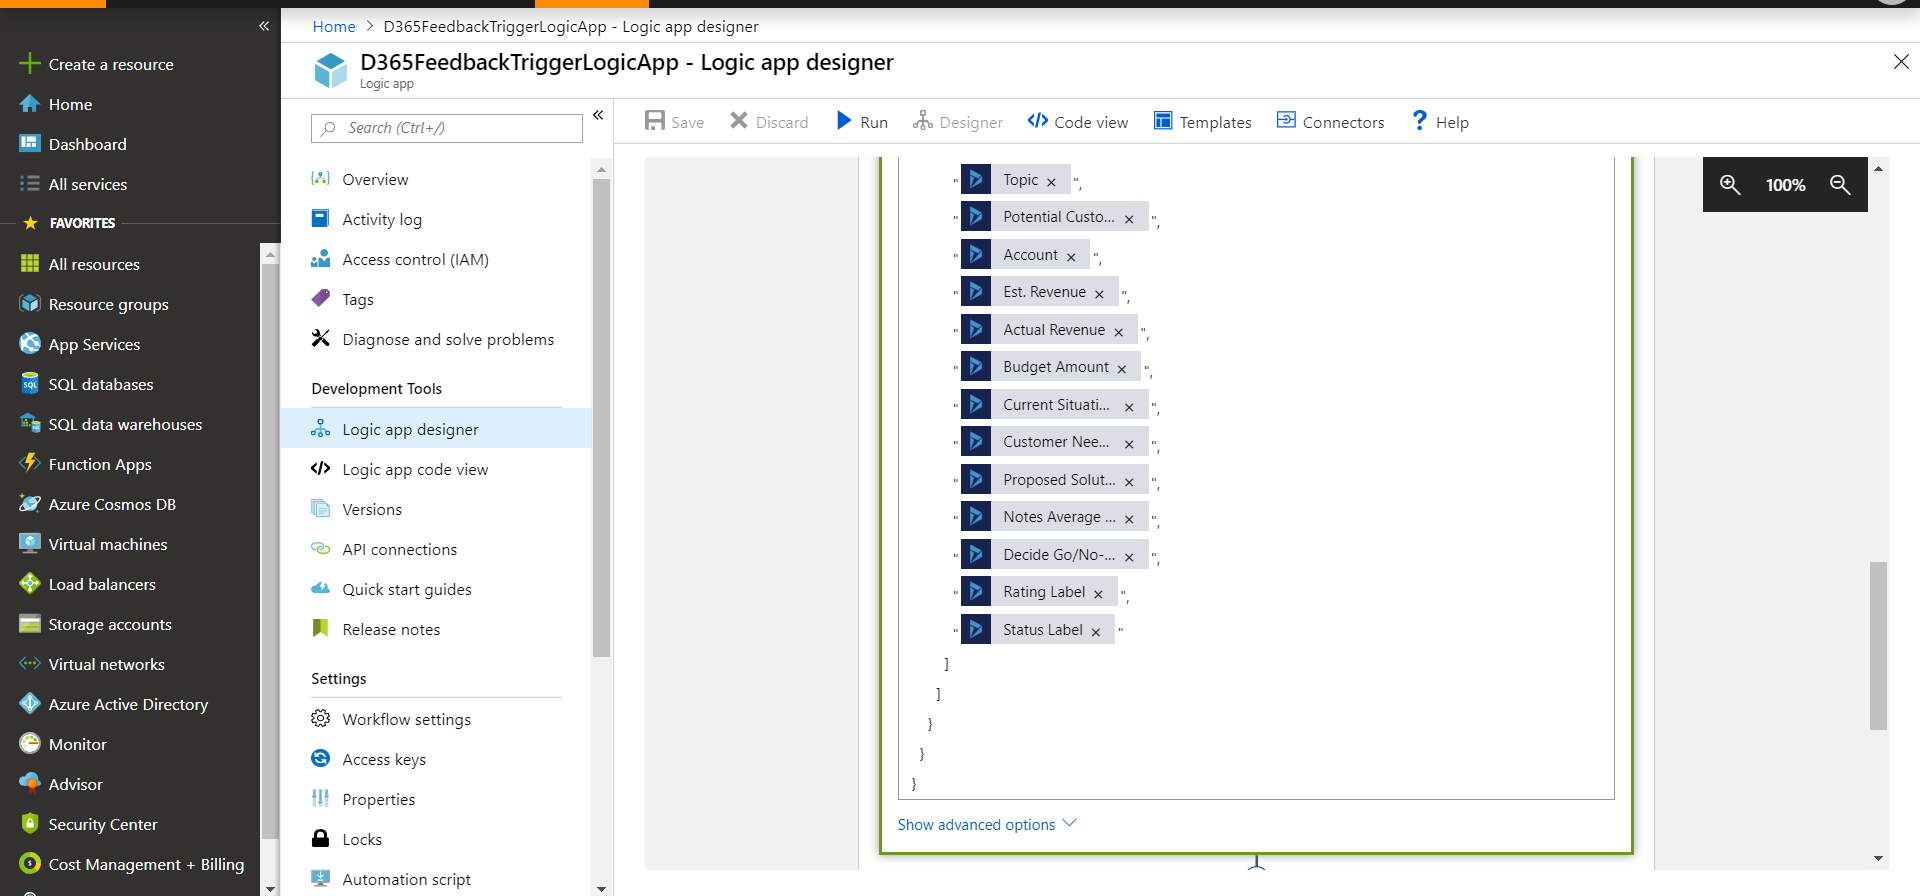 Home > D365FeedbackTriggerLogicApp - Logic app designer
D365FeedbackTriggerLogicApp - Logic app designer
Logic app
Create a resource
Home
Dashboard
All services
FAVORITES
All resources
Resource groups
App Services
SQL databases
SQL data warehouses
Function Apps
Azure Cosmos DB
Virtual machines
Load balancers
Storage accounts
Virtual networks
Azure Active Directory
Monitor
Advisor
Security Center
Cost Management + Billing
Search (Ctrl+/)
Overview
Activity log
Access control (IAM)
Tags
Diagnose and solve problems
Development Tools
Logic app designer
Logic app code view
Versions
API connections
Quick start guides
Release notes
Settings
Workflow settings
Access keys
Properties
Locks
Automation script
Save Discard Run Designer Code view Templates Connectors Help
100%
" Topic × ",
" Potential Custo... × ",
" Account × ",
" Est. Revenue × ",
" Actual Revenue × ",
" Budget Amount × ",
" Current Situati... × ",
" Customer Nee... × ",
" Proposed Solut... × ",
" Notes Average ... × ",
" Decide Go/No-... × ",
" Rating Label × ",
" Status Label × "
]
]
}
}
}
Show advanced options